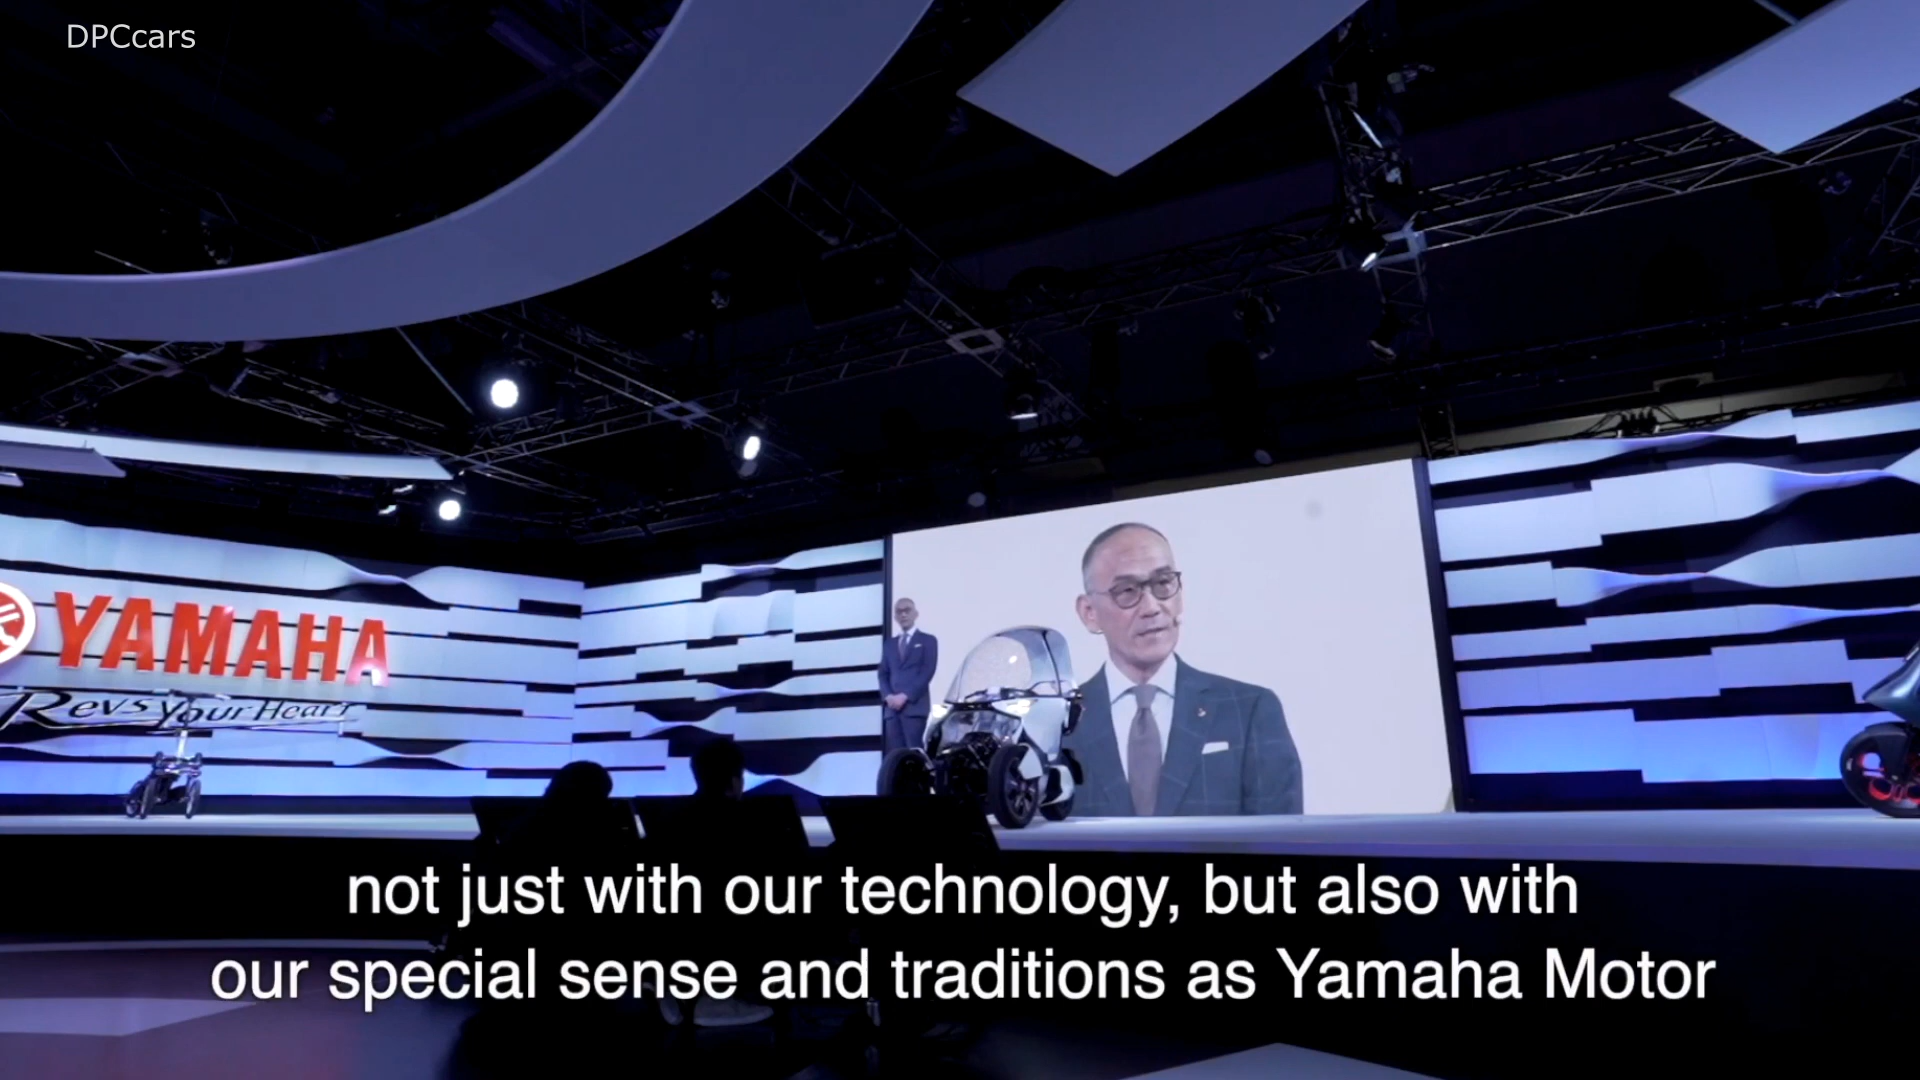 DPCcars
YAMAHA
Revs Your Heart
not just with our technology, but also with
our special sense and traditions as Yamaha Motor